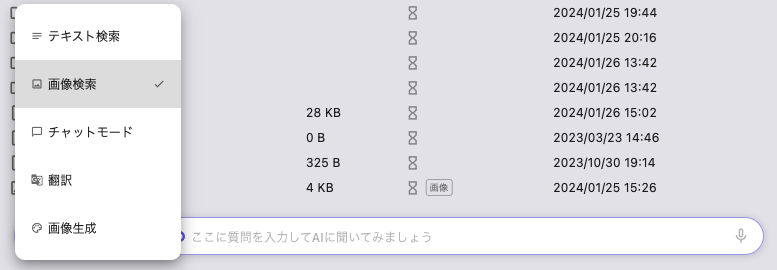 テキスト検索
画像検索
チャットモード
翻訳
画像生成
2024/01/25 19:44
2024/01/25 20:16
2024/01/26 13:42
2024/01/26 13:42
28 KB 2024/01/26 15:02
0 B 2023/03/23 14:46
325 B 2023/10/30 19:14
4 KB 画像 2024/01/25 15:26
ここに質問を入力してAIに聞いてみましょう